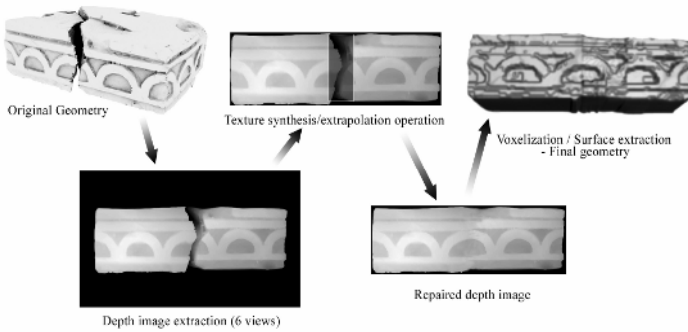 Original Geometry
Texture synthesis/extrapolation operation
Voxelization / Surface extraction
- Final geometry
Depth image extraction (6 views)
Repaired depth image